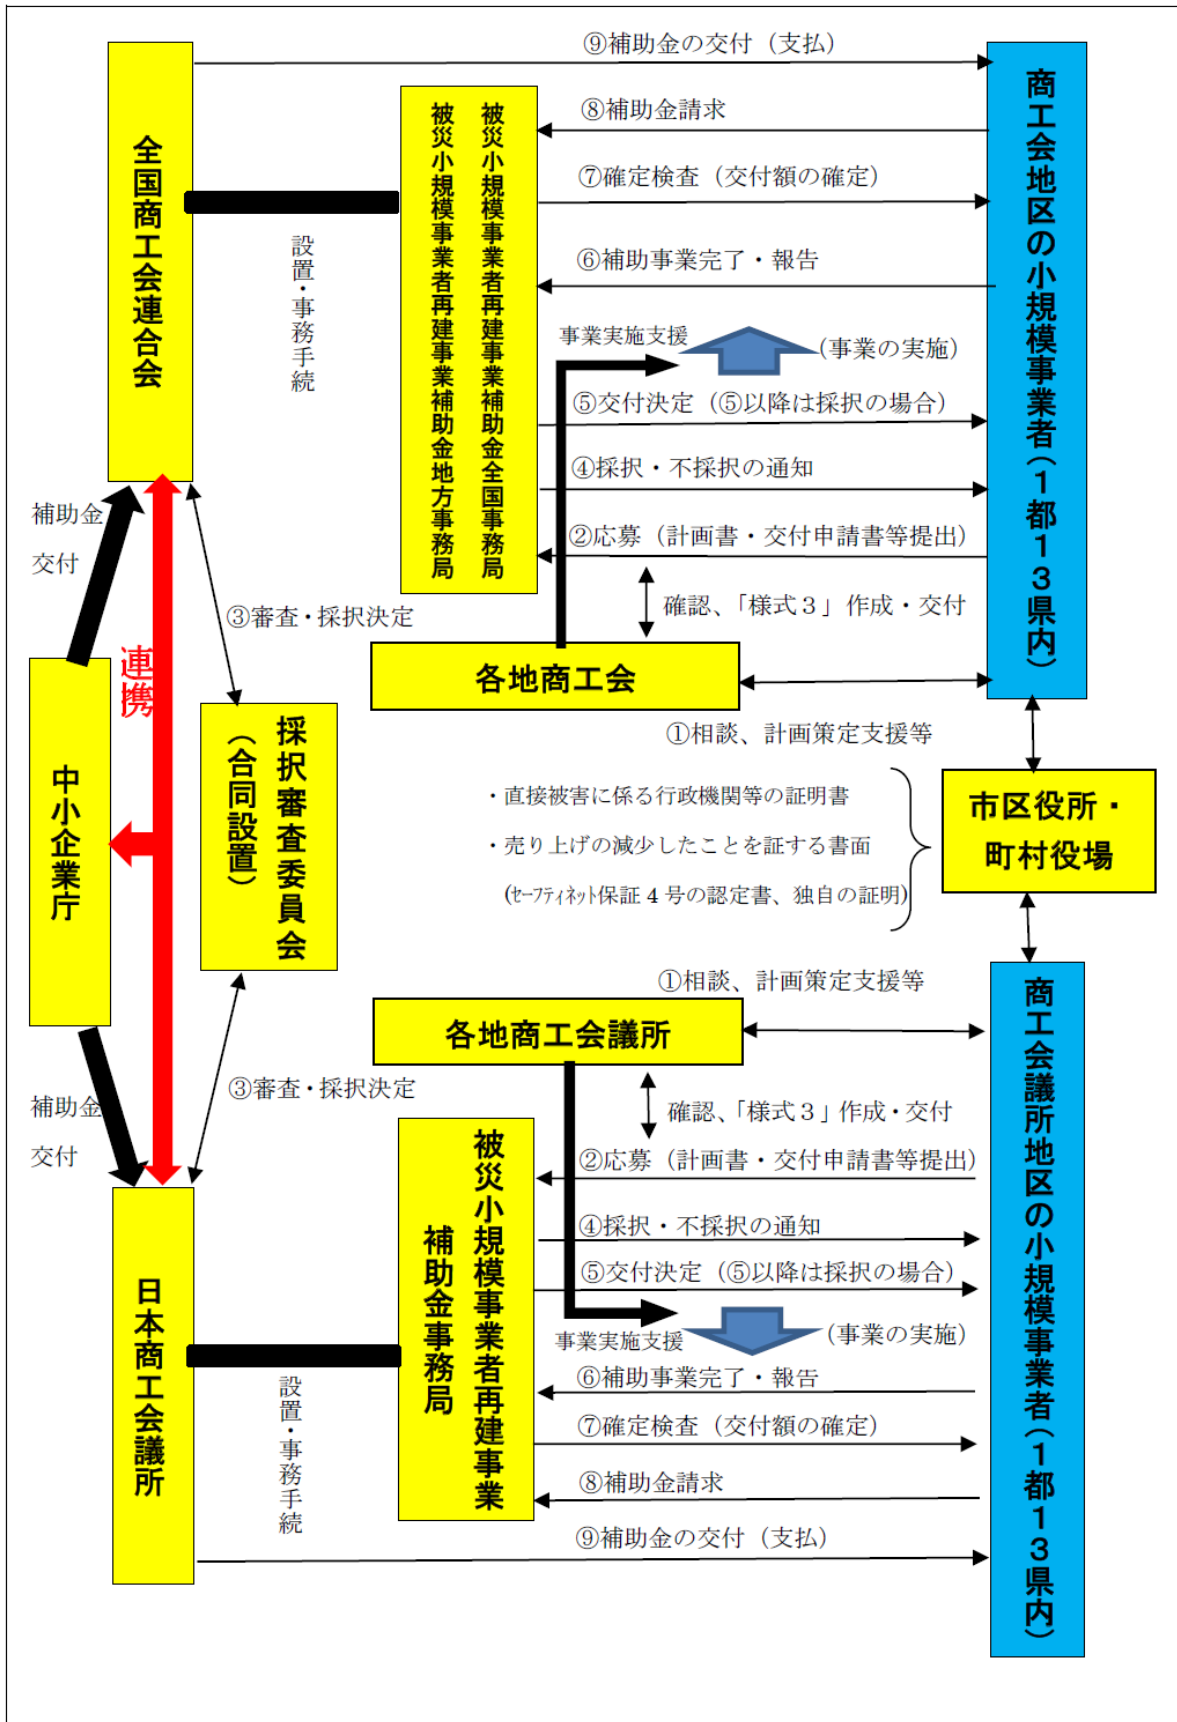 ⑨補助金の交付（支払）
⑧補助金請求
⑦確定検査（交付額の確定）
⑥補助事業完了・報告
事業実施支援
(事業の実施)
⑤交付決定（⑤以降は採択の場合）
④採択・不採択の通知
②応募（計画書・交付申請書等提出）
確認、「様式３」作成・交付
全国商工会連合会
設置・事務手続
被災小規模事業者再建事業補助金全国事務局
被災小規模事業者再建事業補助金地方事務局
商工会地区の小規模事業者（１都１３県内）
補助金
交付
③審査・採択決定
連携
各地商工会
①相談、計画策定支援等
中小企業庁
採択審査委員会
（合同設置）
・直接被害に係る行政機関等の証明書
・売り上げの減少したことを証する書面
(ｾｰﾌﾃｨﾈｯﾄ保証 4 号の認定書、独自の証明)
市区役所・
町村役場
①相談、計画策定支援等
各地商工会議所
③審査・採択決定
補助金
交付
確認、「様式３」作成・交付
②応募（計画書・交付申請書等提出）
④採択・不採択の通知
⑤交付決定（⑤以降は採択の場合）
事業実施支援
(事業の実施)
⑥補助事業完了・報告
⑦確定検査（交付額の確定）
⑧補助金請求
⑨補助金の交付（支払）
日本商工会議所
設置・事務手続
被災小規模事業者再建事業
補助金事務局
商工会議所地区の小規模事業者（１都１３県内）